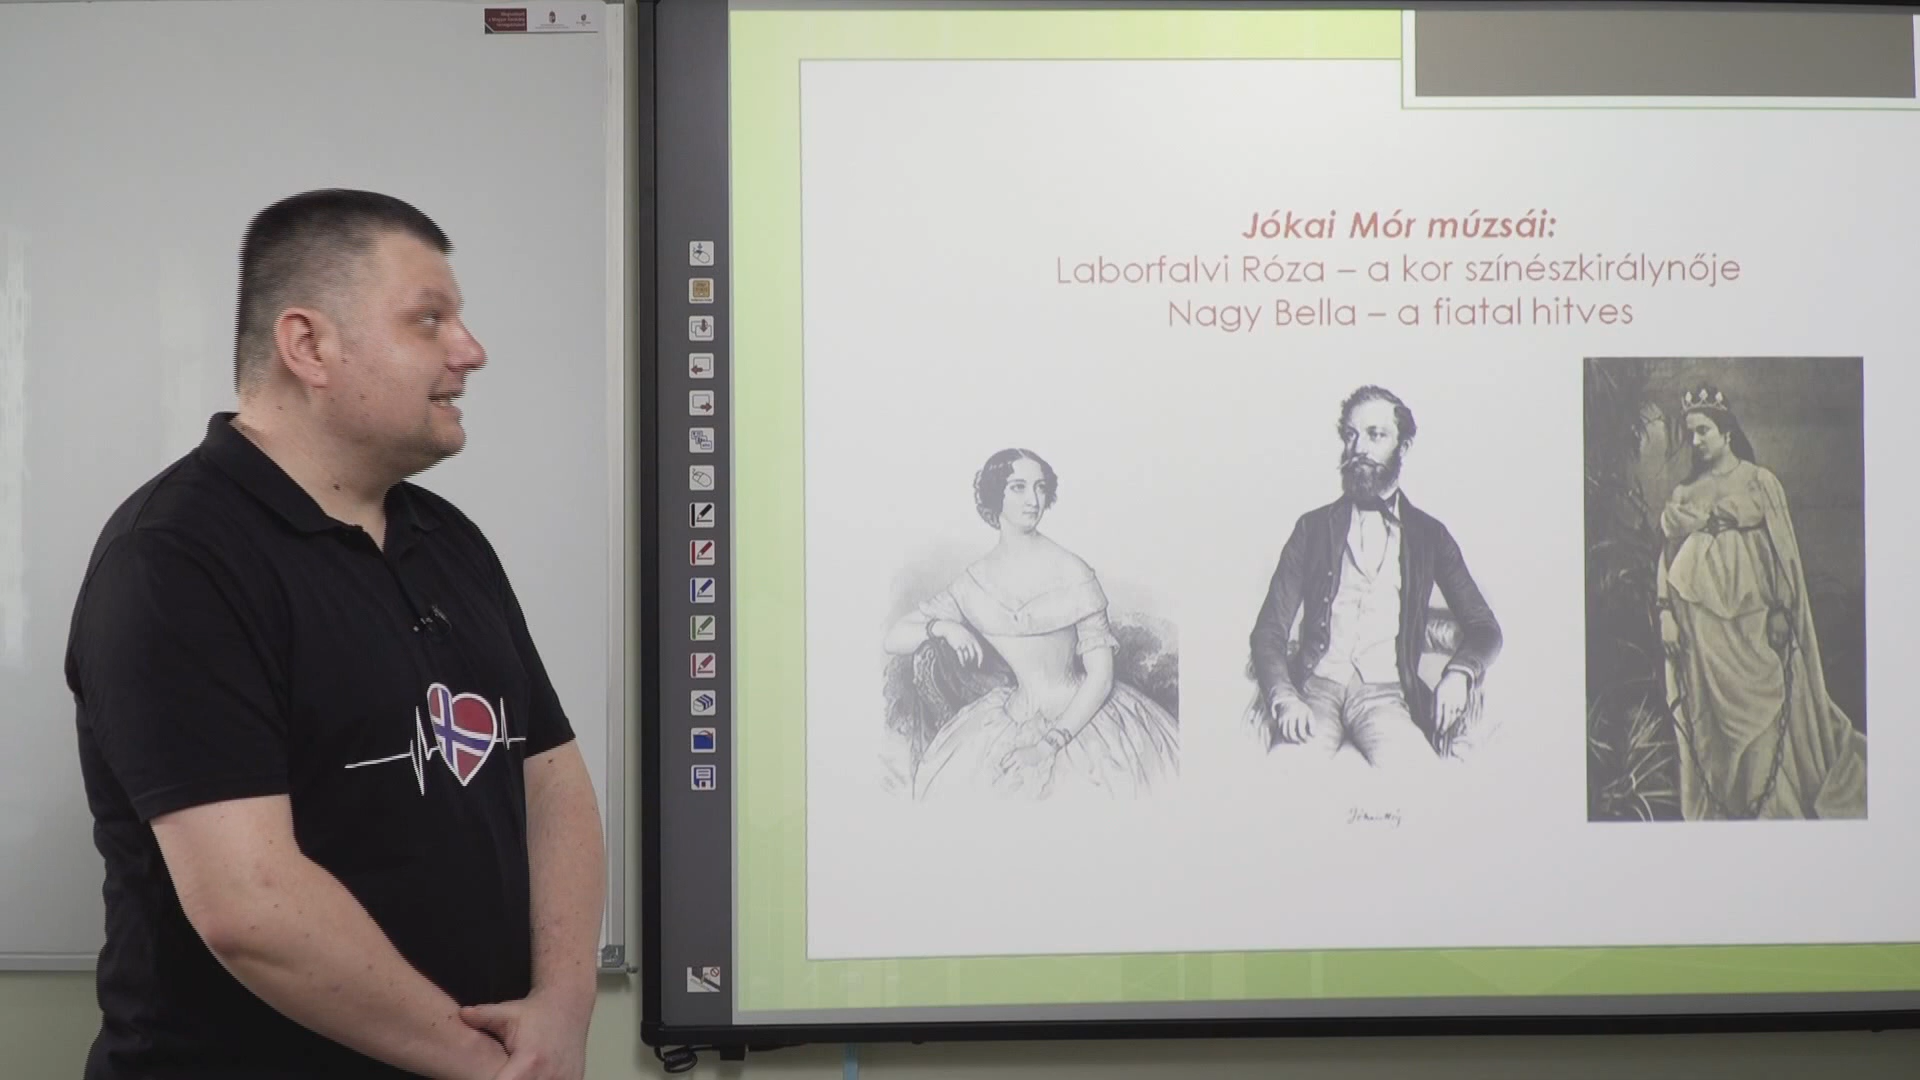 Jókai Mór múzsái:
Laborfalvi Róza – a kor színészkirálynője
Nagy Bella – a fiatal hitves